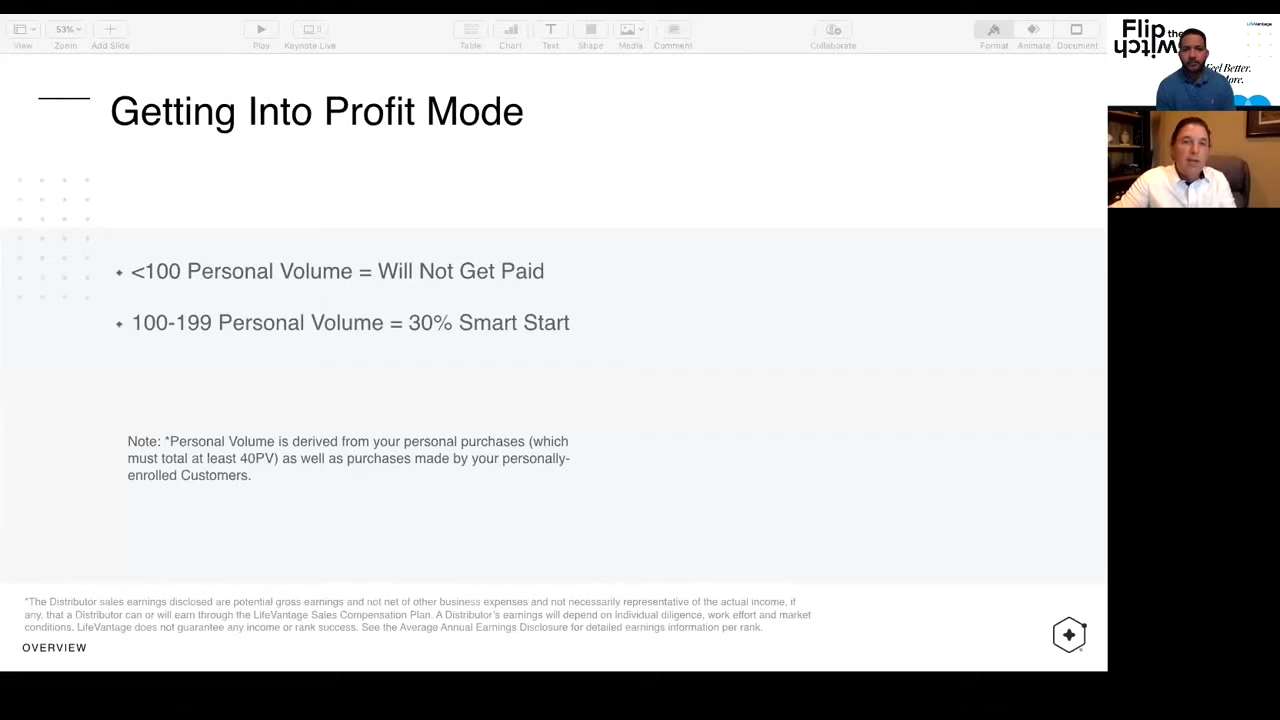 53%
View
Zoom
Add Slide
Play
Keynote Live
Table
Chart
Text
Shape
Media
Comment
Collaborate
Format
Animate
Document
Flip
the
switch
LifeVantage
Feel Better.
Getting Into Profit Mode
<100 Personal Volume = Will Not Get Paid
100-199 Personal Volume = 30% Smart Start
Note: *Personal Volume is derived from your personal purchases (which
must total at least 40PV) as well as purchases made by your personally-
enrolled Customers.
*The Distributor sales earnings disclosed are potential gross earnings and not net of other business expenses and not necessarily representative of the actual income, if
any, that a Distributor can or will earn through the LifeVantage Sales Compensation Plan. A Distributor's earnings will depend on individual diligence, work effort and market
conditions. LifeVantage does not guarantee any income or rank success. See the Average Annual Earnings Disclosure for detailed earnings information per rank.
OVERVIEW